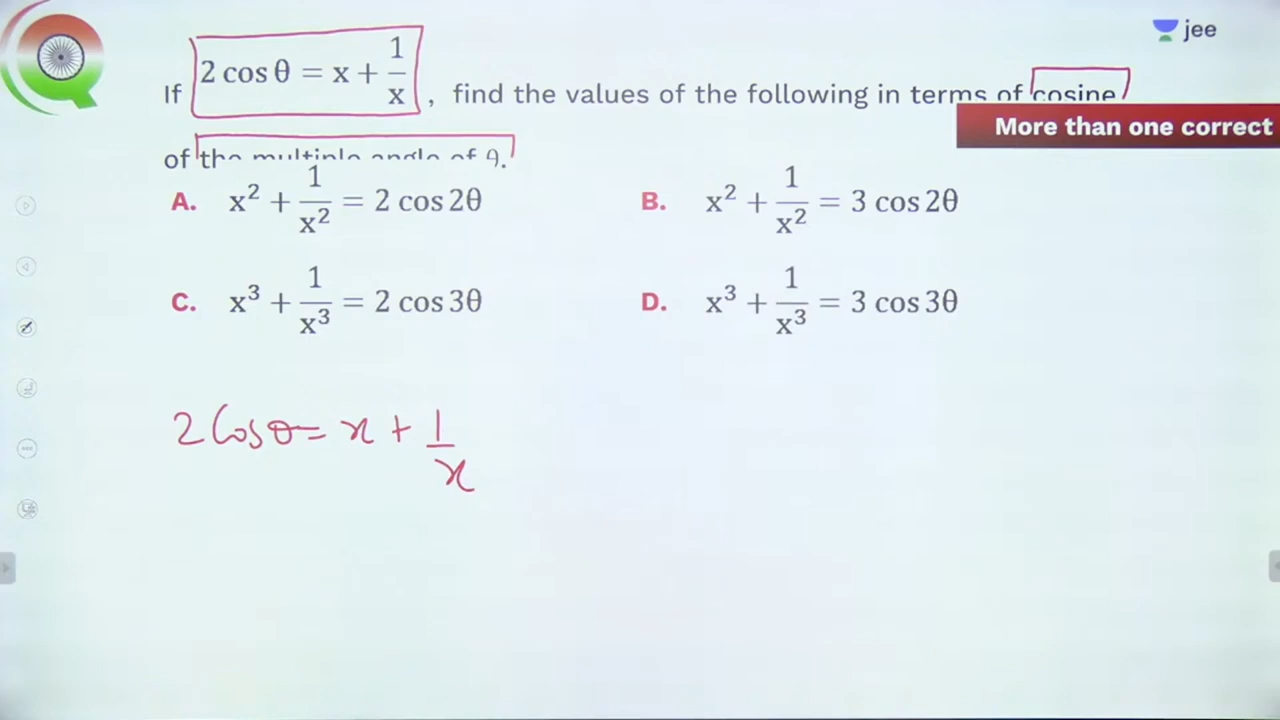 jee
If 2 cos θ = x + 1/x , find the values of the following in terms of cosine
More than one correct
of the multiple angle of θ.
A. x² + 1/x² = 2 cos 2θ
B. x² + 1/x² = 3 cos 2θ
C. x³ + 1/x³ = 2 cos 3θ
D. x³ + 1/x³ = 3 cos 3θ
2 Cos θ = x + 1/x